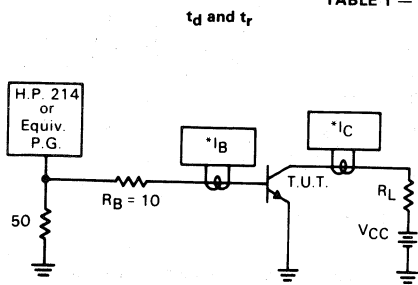 TABLE 1 —
td and tr
H.P. 214
or
Equiv.
P.G.
*IB
*IC
T.U.T.
RB = 10
RL
50
VCC